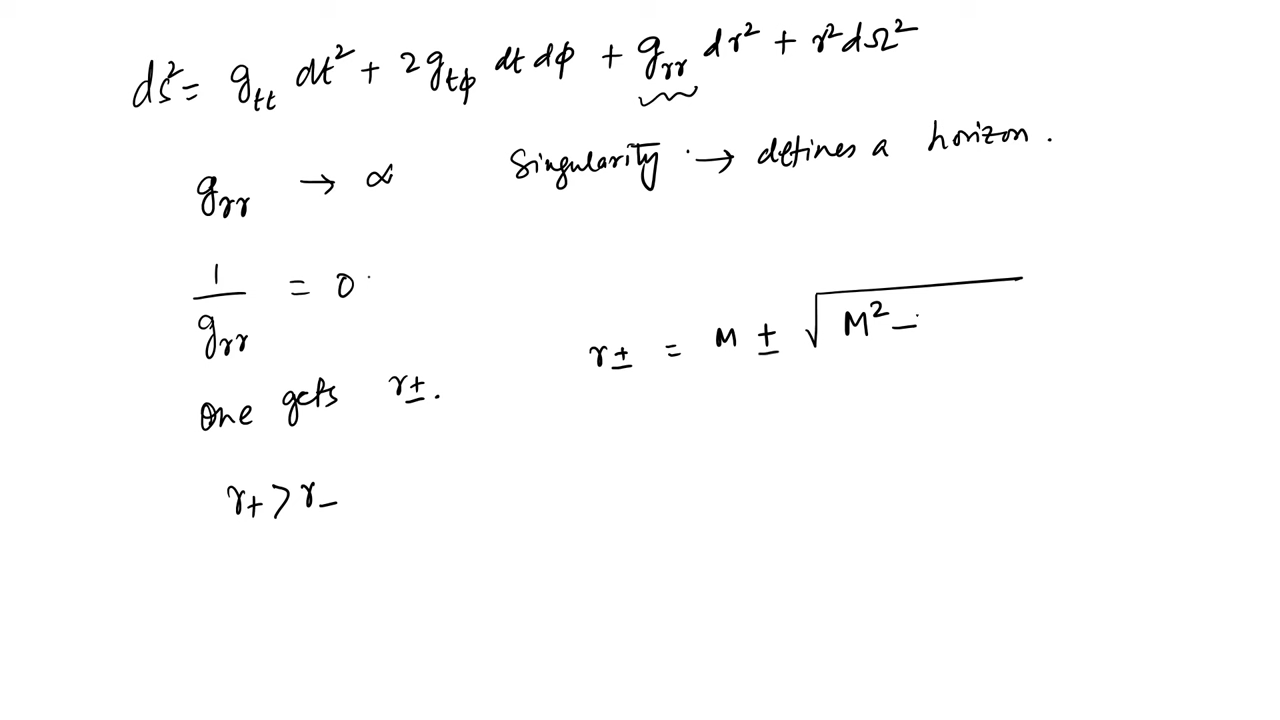 ds² = g_tt dt² + 2g_tϕ dt dϕ + g_rr dr² + r²dΩ²
g_rr → ∝ Singularity → defines a horizon.
1/g_rr = 0
r± = M ± √(M² –
One gets r±.
r+ > r–